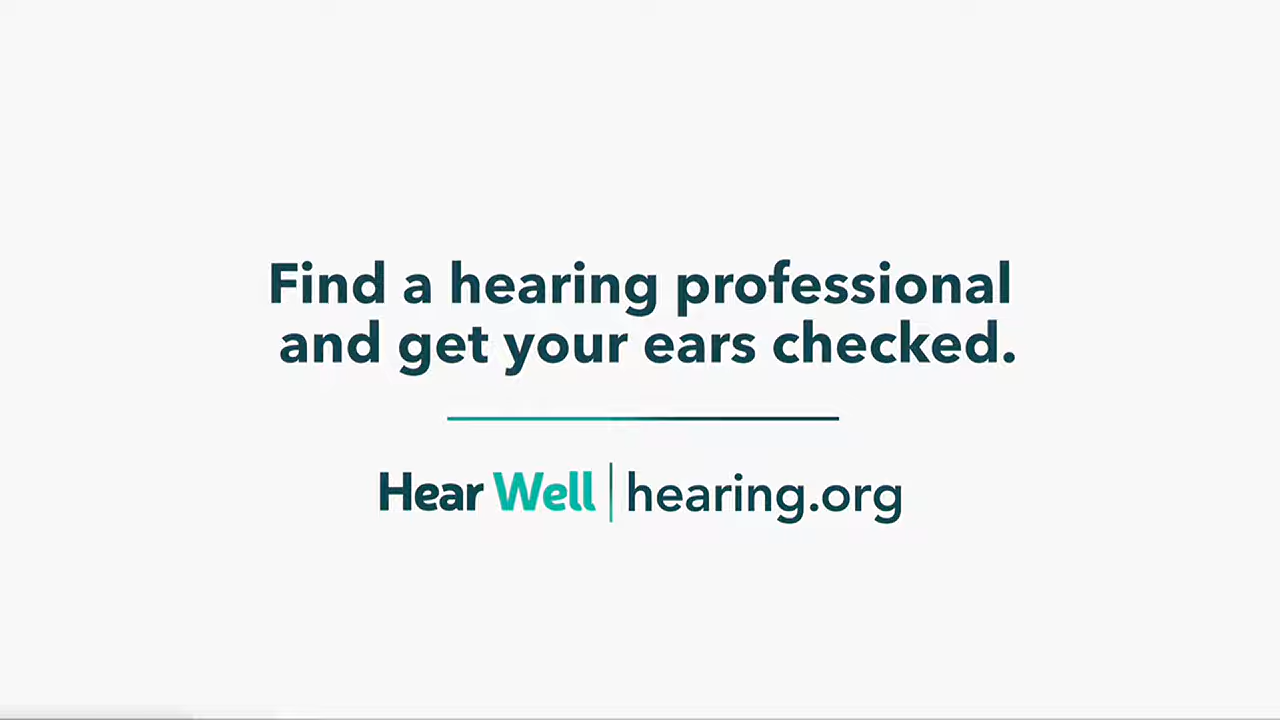 Find a hearing professional
and get your ears checked.
Hear Well | hearing.org